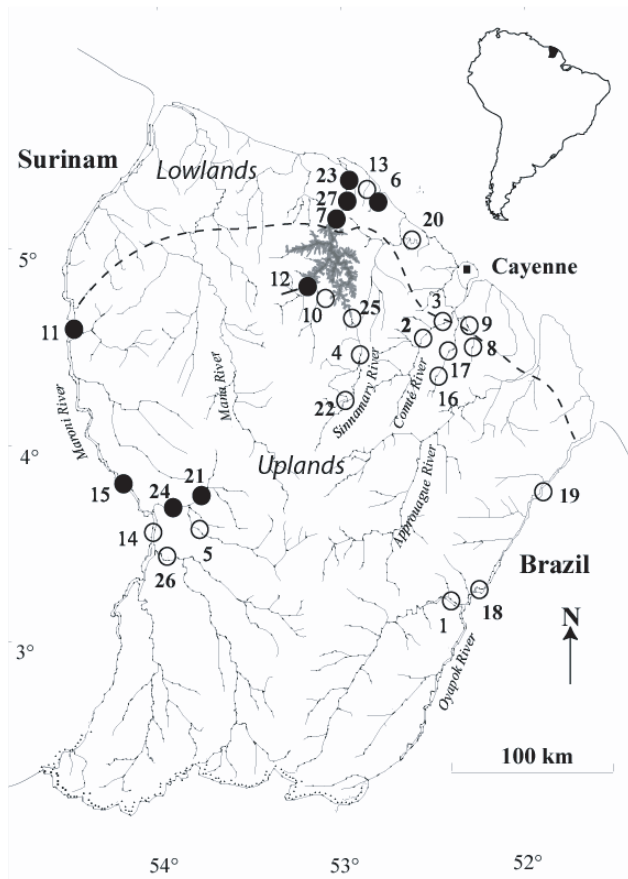 Surinam
Lowlands
23
13
6
27
7
20
5°
Cayenne
12
10
3
25
2
9
11
8
4
17
Mana River
Sinnamary River
Comté River
16
22
Maroni River
4°
Uplands
Approuague River
21
24
15
19
14
5
26
Brazil
18
1
N
3°
Oyapok River
100 km
54°
53°
52°